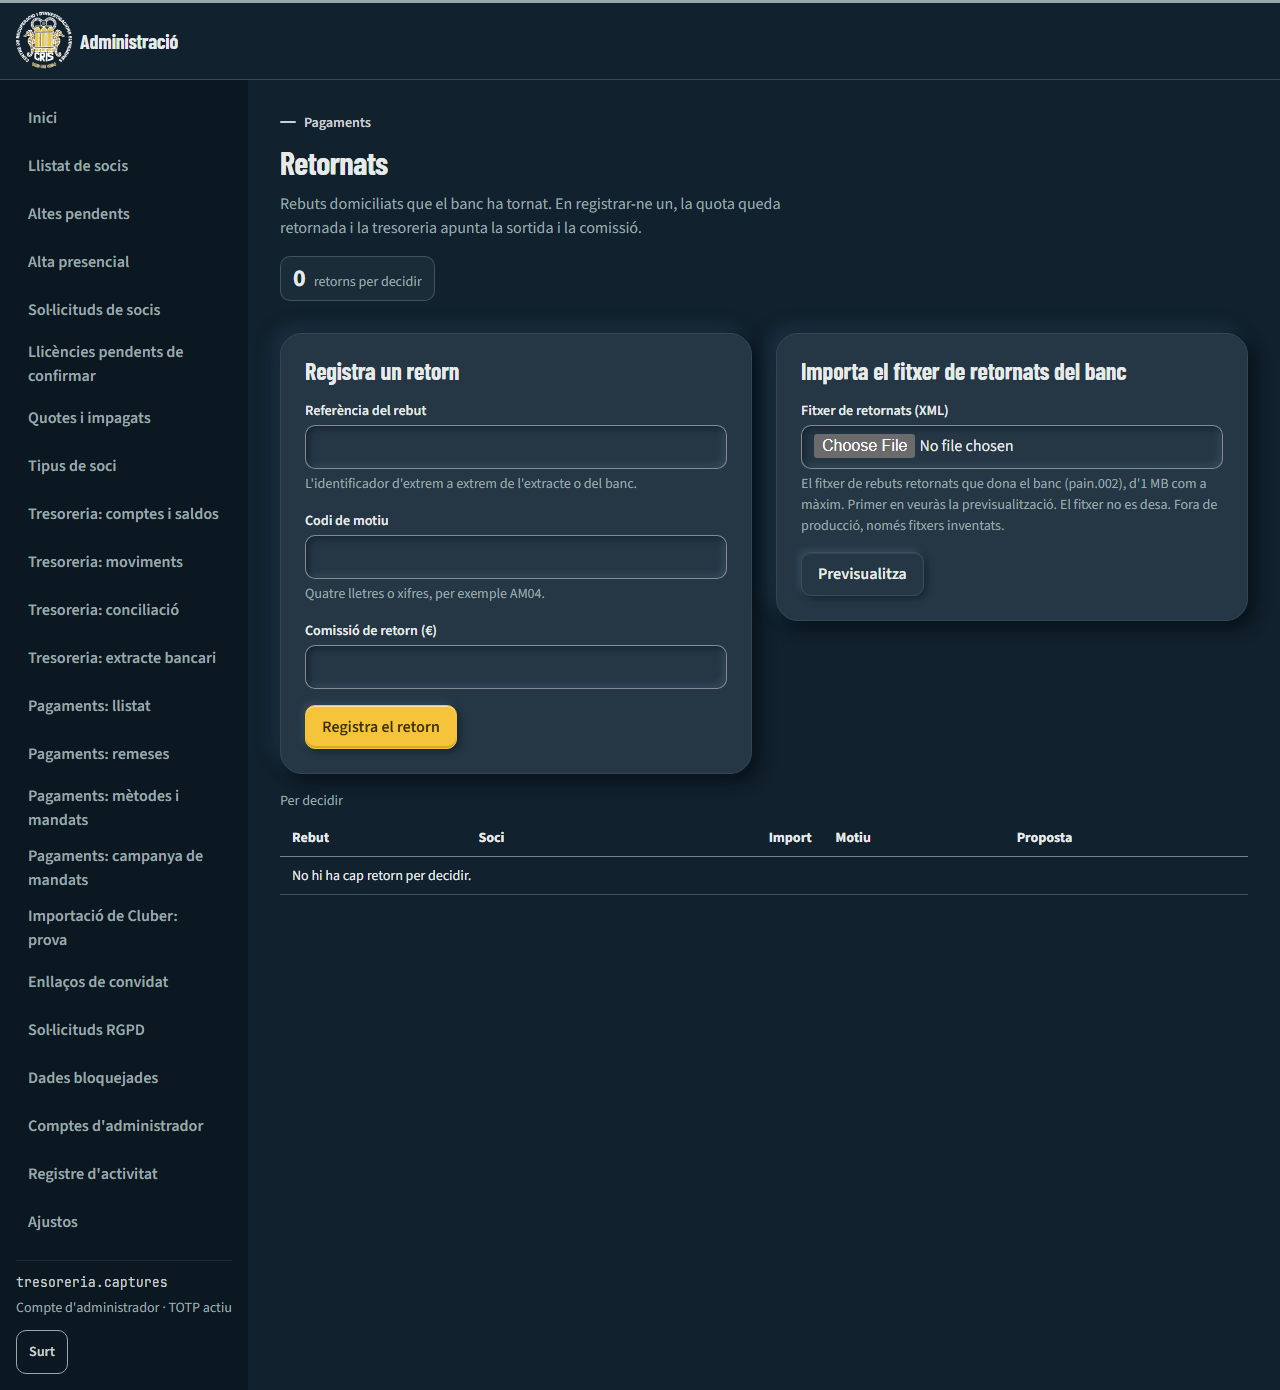 CRIS
Administració
Inici
Llistat de socis
Altes pendents
Alta presencial
Sol·licituds de socis
Llicències pendents de
confirmar
Quotes i impagats
Tipus de soci
Tresoreria: comptes i saldos
Tresoreria: moviments
Tresoreria: conciliació
Tresoreria: extracte bancari
Pagaments: llistat
Pagaments: remeses
Pagaments: mètodes i
mandats
Pagaments: campanya de
mandats
Importació de Cluber:
prova
Enllaços de convidat
Sol·licituds RGPD
Dades bloquejades
Comptes d'administrador
Registre d'activitat
Ajustos
tresoreria.captures
Compte d'administrador · TOTP actiu
Surt
— Pagaments
Retornats
Rebuts domiciliats que el banc ha tornat. En registrar-ne un, la quota queda
retornada i la tresoreria apunta la sortida i la comissió.
0 retorns per decidir
Registra un retorn
Referència del rebut
L'identificador d'extrem a extrem de l'extracte o del banc.
Codi de motiu
Quatre lletres o xifres, per exemple AM04.
Comissió de retorn (€)
Registra el retorn
Importa el fitxer de retornats del banc
Fitxer de retornats (XML)
Choose File No file chosen
El fitxer de rebuts retornats que dona el banc (pain.002), d'1 MB com a
màxim. Primer en veuràs la previsualització. El fitxer no es desa. Fora de
producció, només fitxers inventats.
Previsualitza
Per decidir
Rebut Soci Import Motiu Proposta
No hi ha cap retorn per decidir.